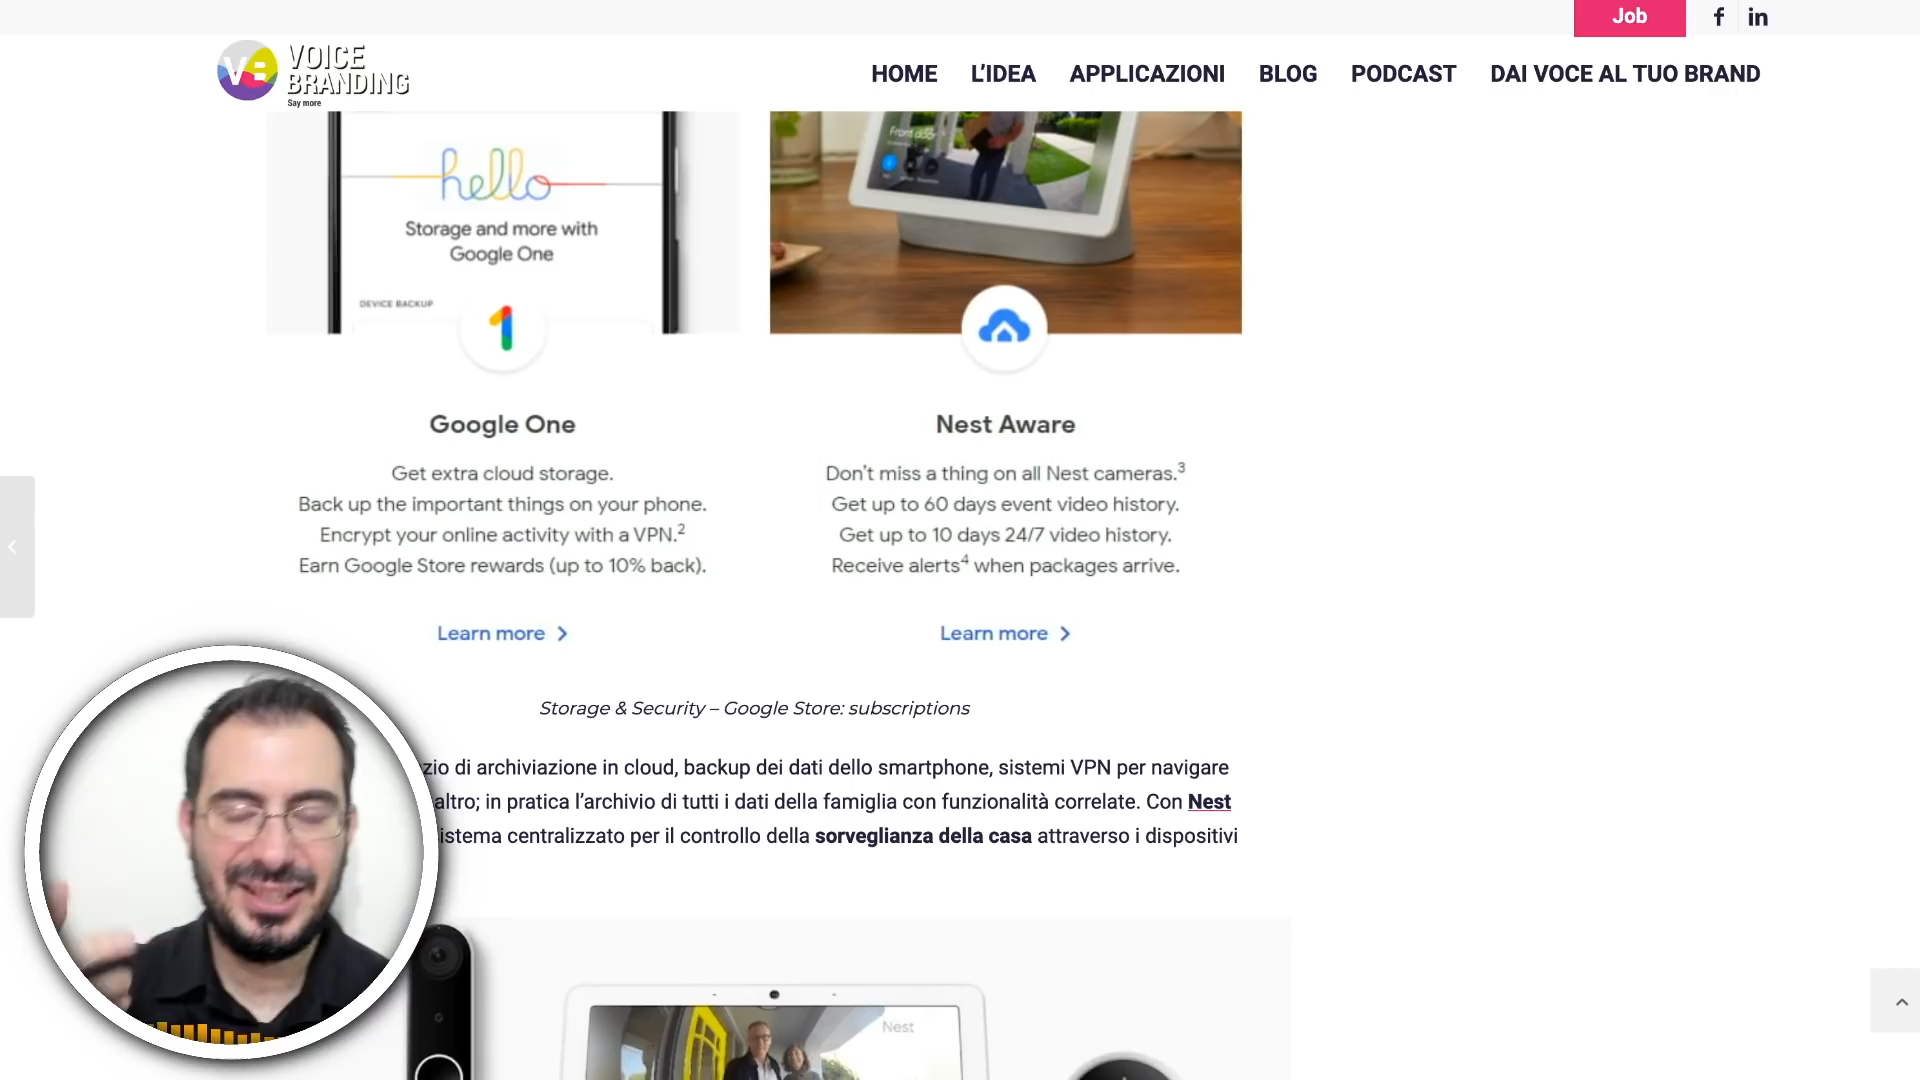 Job
VOICE
BRANDING
Say more
HOME L'IDEA APPLICAZIONI BLOG PODCAST DAI VOCE AL TUO BRAND
hello
Storage and more with
Google One
DEVICE BACKUP
Front door
Google One
Get extra cloud storage.
Back up the important things on your phone.
Encrypt your online activity with a VPN.2
Earn Google Store rewards (up to 10% back).
Learn more
Nest Aware
Don't miss a thing on all Nest cameras.3
Get up to 60 days event video history.
Get up to 10 days 24/7 video history.
Receive alerts4 when packages arrive.
Learn more
Storage & Security – Google Store: subscriptions
zio di archiviazione in cloud, backup dei dati dello smartphone, sistemi VPN per navigare
altro; in pratica l'archivio di tutti i dati della famiglia con funzionalità correlate. Con Nest
istema centralizzato per il controllo della sorveglianza della casa attraverso i dispositivi
Nest